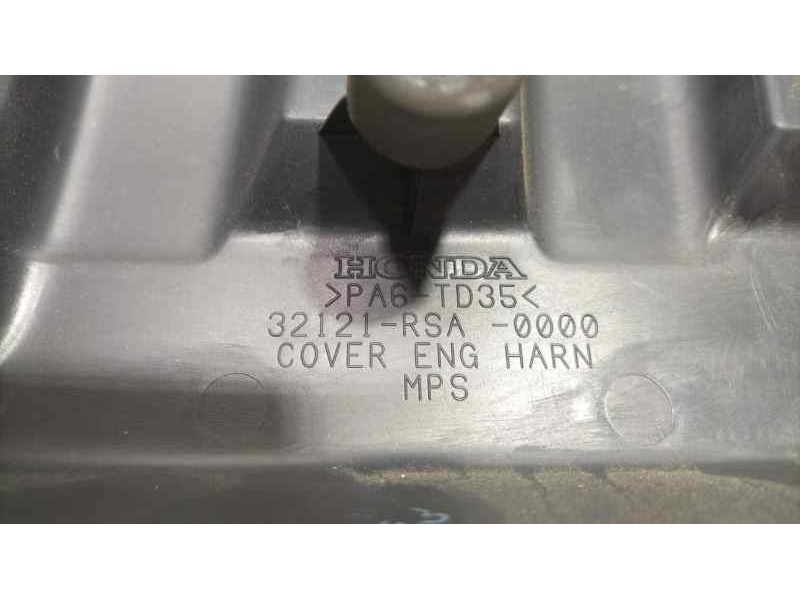 HONDA
>PA6-TD35<
32121-RSA -0000
COVER ENG HARN
MPS